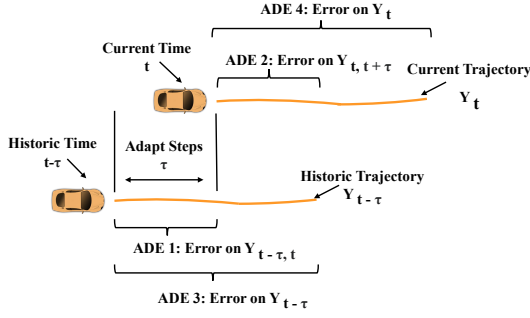 ADE 4: Error on Y t
Current Time
t
ADE 2: Error on Y t, t + τ
Current Trajectory
Y t
Historic Time
t-τ
Adapt Steps
τ
Historic Trajectory
Y t - τ
ADE 1: Error on Y t - τ, t
ADE 3: Error on Y t - τ